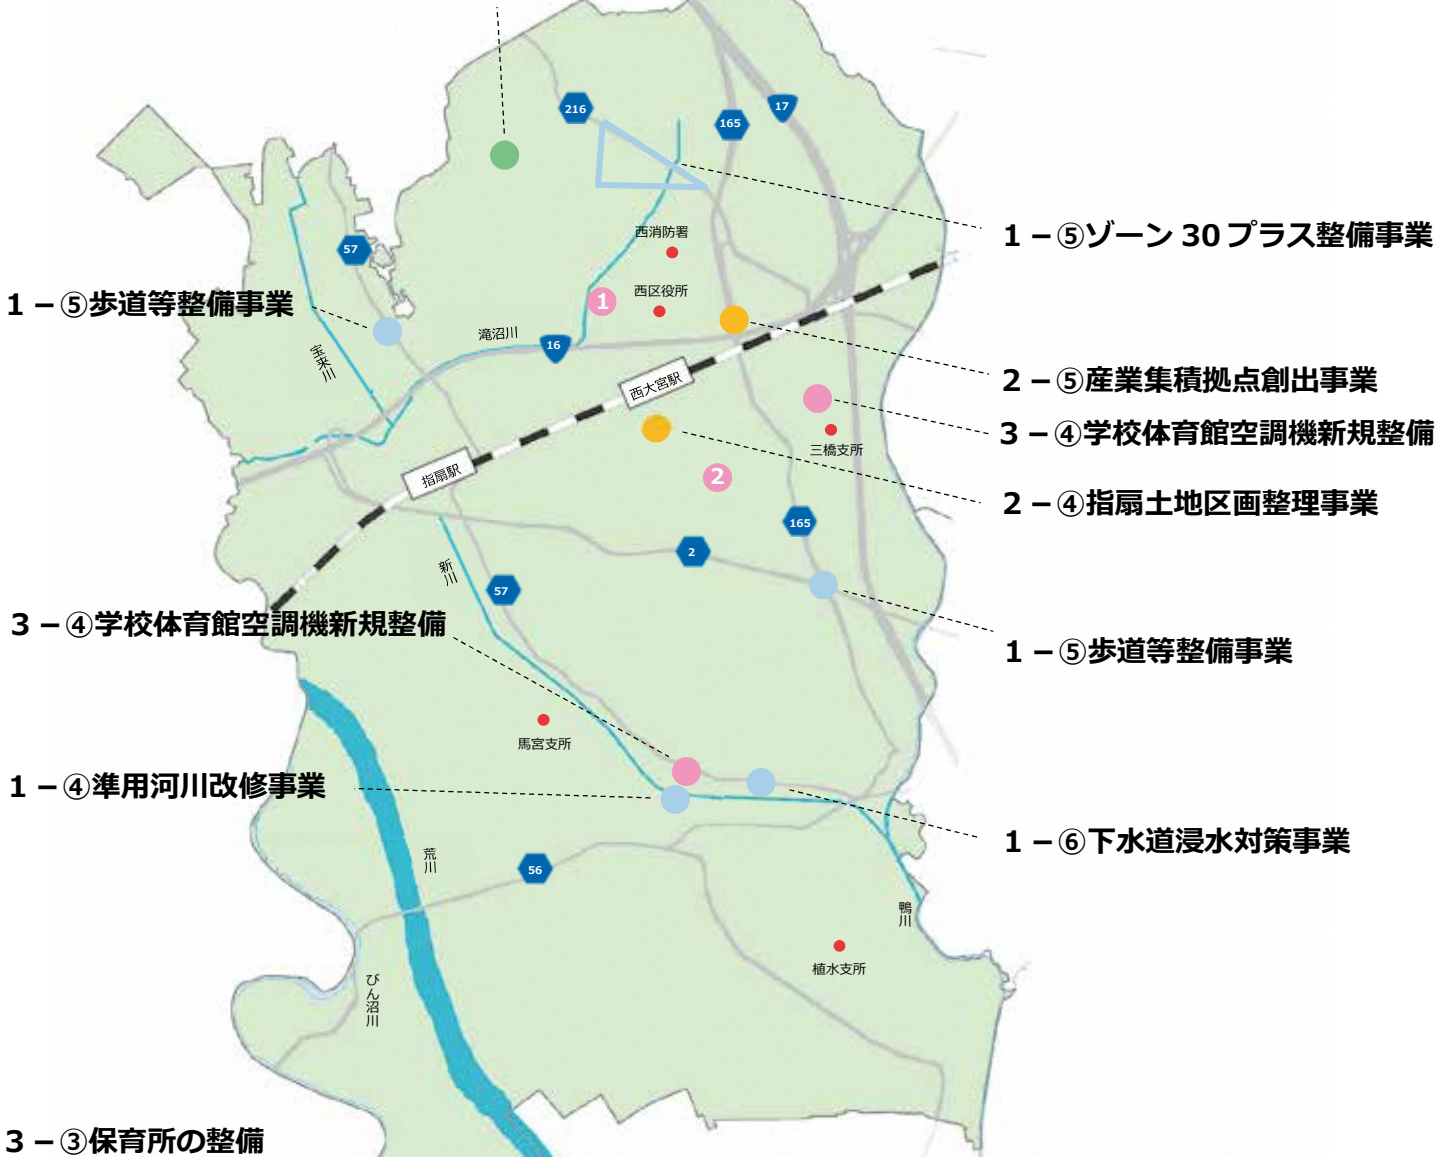 216
165
17
1－⑤ゾーン30プラス整備事業
西消防署
57
1－⑤歩道等整備事業
1
西区役所
滝沼川
16
宝来川
西大宮駅
2－⑤産業集積拠点創出事業
3－④学校体育館空調機新規整備
三橋支所
指扇駅
2
2－④指扇土地区画整理事業
165
2
新川
57
3－④学校体育館空調機新規整備
1－⑤歩道等整備事業
馬宮支所
1－④準用河川改修事業
1－⑥下水道浸水対策事業
荒川
56
鴨川
植水支所
びん沼川
3－③保育所の整備